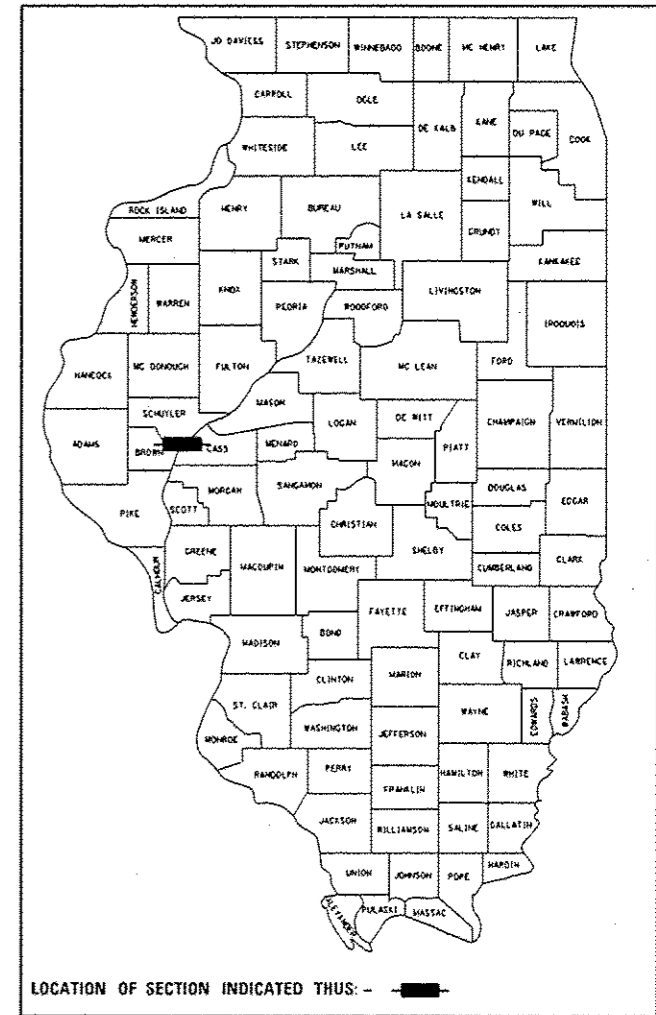 JO DAVIESS STEPHENSON WINNEBAGO BOONE MC HENRY LAKE
CARROLL OGLE DE KALB KANE DU PAGE COOK
WHITESIDE LEE KENDALL WILL
ROCK ISLAND HENRY BUREAU LA SALLE GRUNDY
MERCER PUTNAM KANKAKEE
STARK MARSHALL
HENDERSON WARREN KNOX PEORIA WOODFORD LIVINGSTON IROQUOIS
HANCOCK MC DONOUGH FULTON TAZEWELL MC LEAN FORD
MASON
SCHUYLER LOGAN DE WITT CHAMPAIGN VERMILION
ADAMS BROWN CASS MENARD MACON PIATT
PIKE SCOTT MORGAN SANGAMON MOULTRIE DOUGLAS EDGAR
CHRISTIAN COLES
GREENE SHELBY
CALHOUN MACOUPIN MONTGOMERY CUMBERLAND CLARK
JERSEY FAYETTE EFFINGHAM JASPER CRAWFORD
BOND
MADISON CLAY RICHLAND LAWRENCE
CLINTON MARION
ST. CLAIR WAYNE EDWARDS WABASH
WASHINGTON JEFFERSON
MONROE
RANDOLPH PERRY HAMILTON WHITE
FRANKLIN
JACKSON WILLIAMSON SALINE GALLATIN
UNION JOHNSON POPE HARDIN
ALEXANDER PULASKI MASSAC
LOCATION OF SECTION INDICATED THUS: -